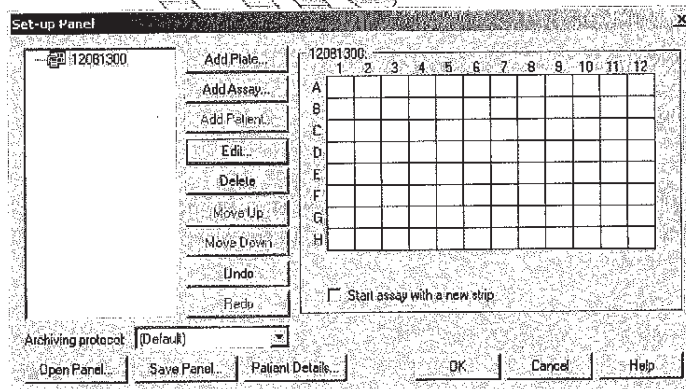 Set-up Panel x
12081300
Add Plate...
Add Assay...
Add Patient...
Edit...
Delete
Move Up
Move Down
Undo
Redo
12081300
1 2 3 4 5 6 7 8 9 10 11 12
A
B
C
D
E
F
G
H
Start assay with a new strip
Archiving protocol: (Default)
Open Panel... Save Panel... Patient Details... OK Cancel Help